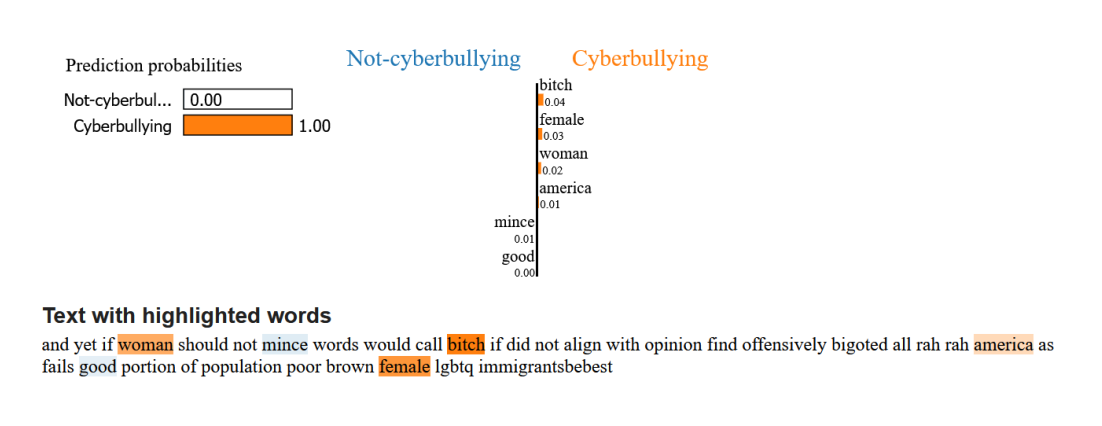 Not-cyberbullying Cyberbullying
Prediction probabilities
Not-cyberbul... 0.00
Cyberbullying 1.00
bitch
0.04
female
0.03
woman
0.02
america
0.01
mince
0.01
good
0.00
Text with highlighted words
and yet if woman should not mince words would call bitch if did not align with opinion find offensively bigoted all rah rah america as
fails good portion of population poor brown female lgbtq immigrantsbebest